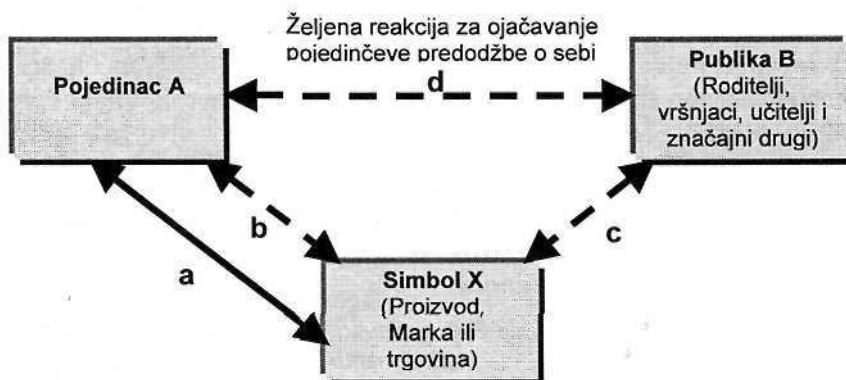 Željena reakcija za ojačavanje
pojedinčeve predodžbe o sebi
d
Pojedinac A
Publika B
(Roditelji,
vršnjaci, učitelji i
značajni drugi)
b
c
a
Simbol X
(Proizvod,
Marka ili
trgovina)